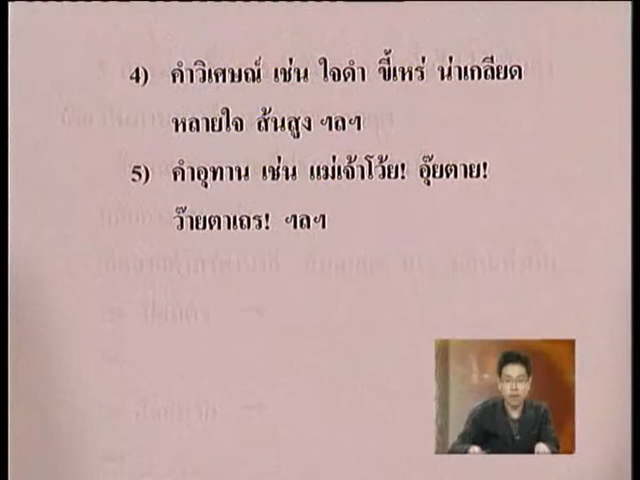 4) คำวิเศษณ์ เช่น ใจดำ ขี้เหร่ น่าเกลียด
หลายใจ ส้นสูง ฯลฯ
5) คำอุทาน เช่น แม่เจ้าโว้ย! อุ๊ยตาย!
ว๊ายตาเถร! ฯลฯ